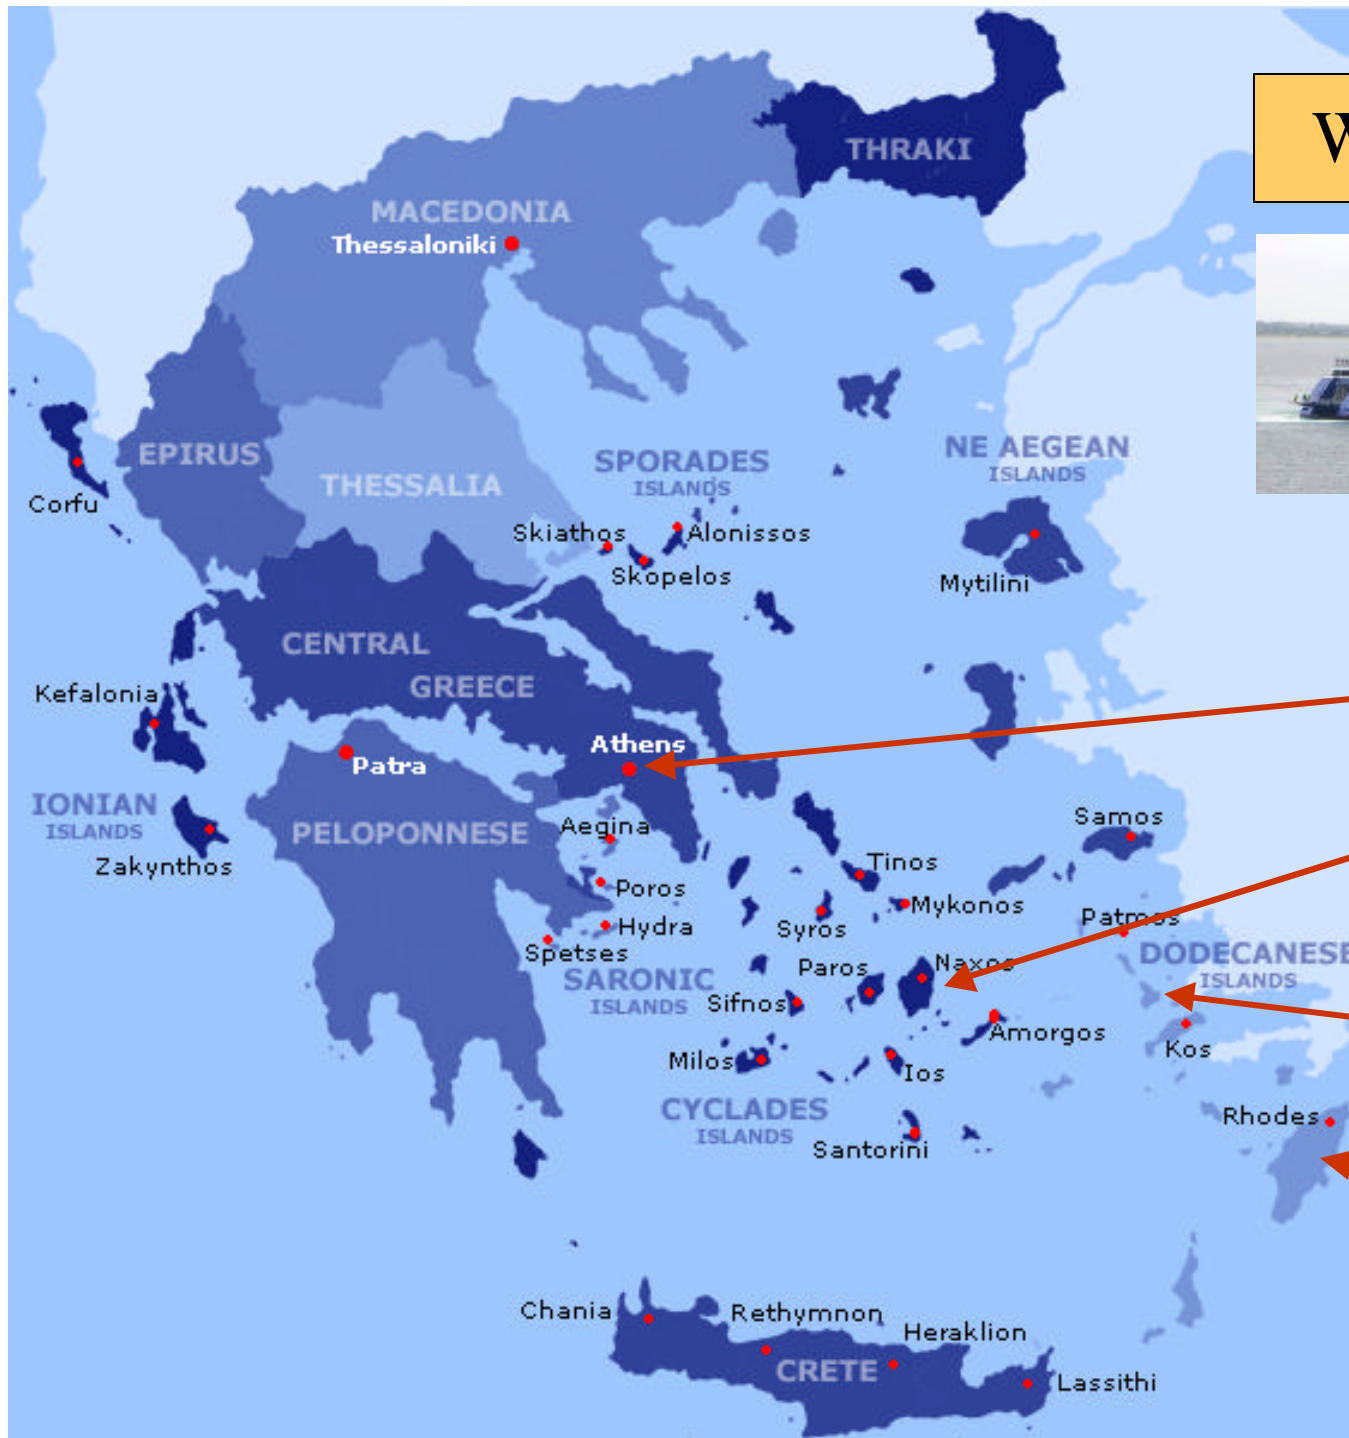 W
THRAKI
MACEDONIA
Thessaloniki
EPIRUS
THESSALIA
SPORADES
ISLANDS
NE AEGEAN
ISLANDS
Corfu
Skiathos
Alonissos
Skopelos
Mytilini
CENTRAL
GREECE
Kefalonia
Athens
Patra
IONIAN
ISLANDS
PELOPONNESE
Aegina
Samos
Zakynthos
Tinos
Poros
Mykonos
Patmos
Hydra
Syros
Spetses
DODECANESE
ISLANDS
Paros
Naxos
SARONIC
ISLANDS
Sifnos
Amorgos
Kos
Milos
Ios
CYCLADES
ISLANDS
Rhodes
Santorini
Chania
Rethymnon
Heraklion
CRETE
Lassithi